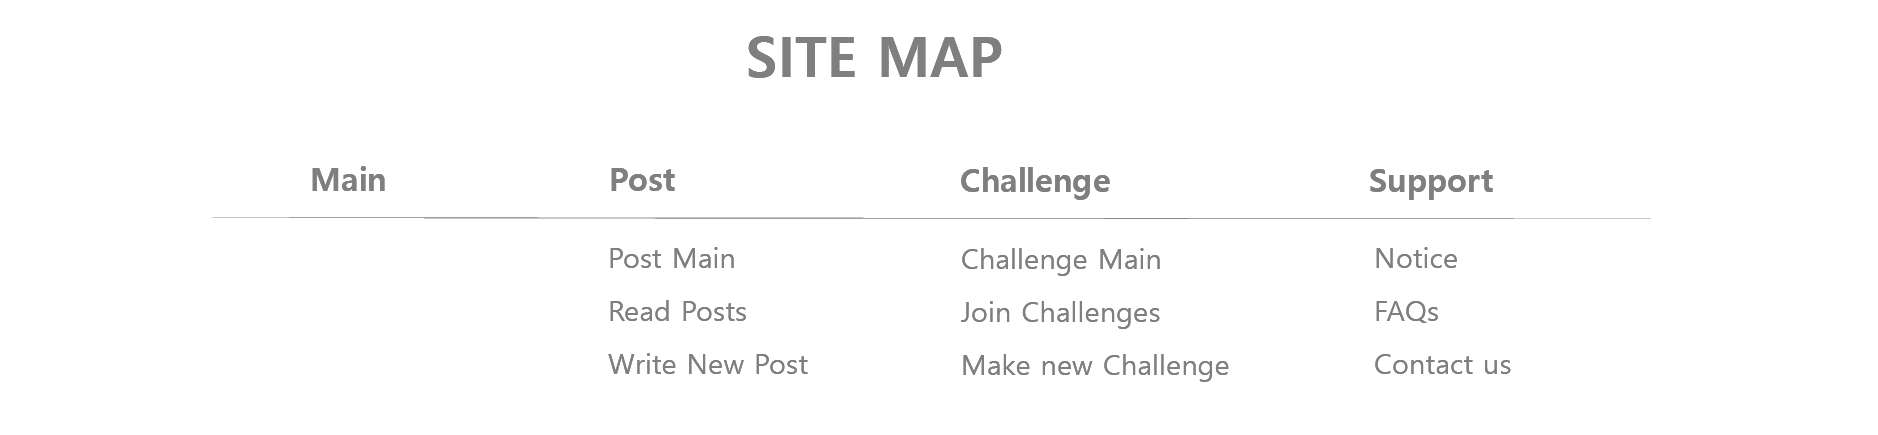 SITE MAP
Main Post Challenge Support
Post Main Challenge Main Notice
Read Posts Join Challenges FAQs
Write New Post Make new Challenge Contact us